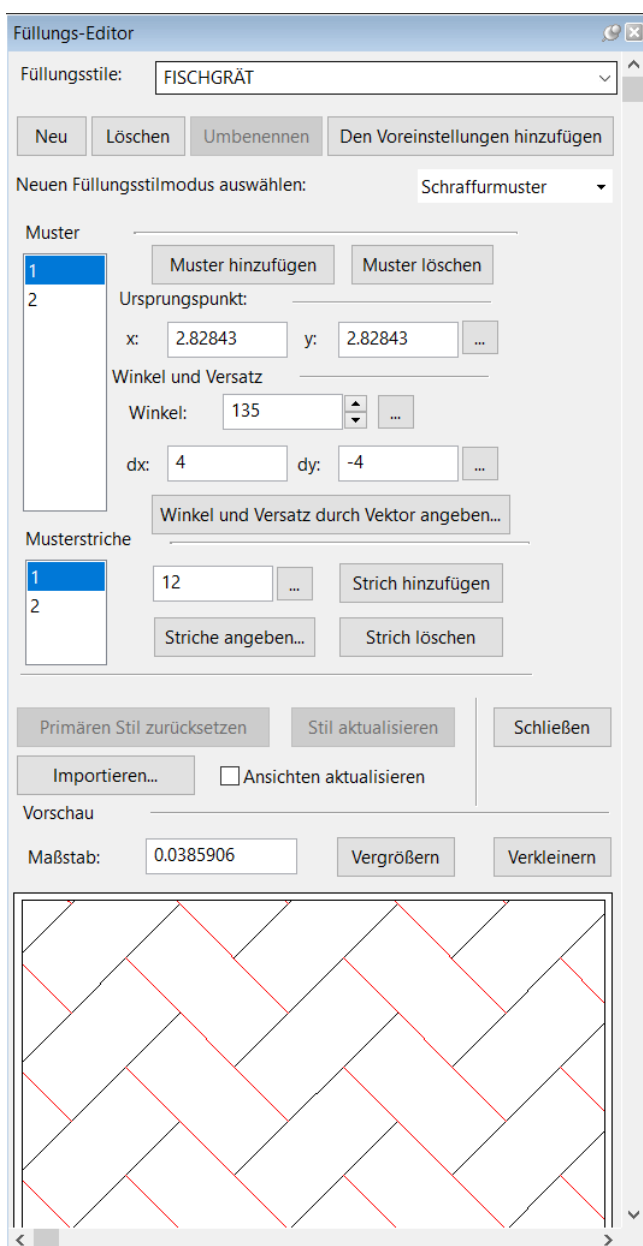 Füllungs-Editor
Füllungsstile: FISCHGRÄT
Neu Löschen Umbenennen Den Voreinstellungen hinzufügen
Neuen Füllungsstilmodus auswählen: Schraffurmuster
Muster
1
2
Muster hinzufügen Muster löschen
Ursprungspunkt:
x: 2.82843 y: 2.82843 ...
Winkel und Versatz
Winkel: 135 ...
dx: 4 dy: -4 ...
Winkel und Versatz durch Vektor angeben...
Musterstriche
1
2
12 ... Strich hinzufügen
Striche angeben... Strich löschen
Primären Stil zurücksetzen Stil aktualisieren Schließen
Importieren... Ansichten aktualisieren
Vorschau
Maßstab: 0.0385906 Vergrößern Verkleinern